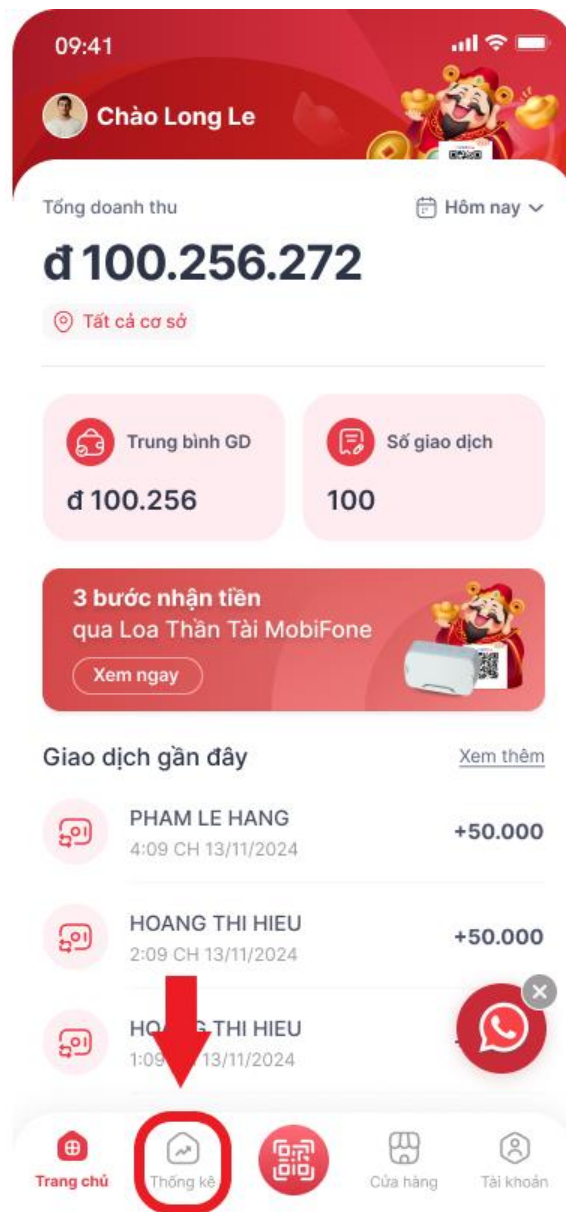 09:41
Chào Long Le
Tổng doanh thu
Hôm nay
đ 100.256.272
Tất cả cơ sở
Trung bình GD
Số giao dịch
đ 100.256
100
3 bước nhận tiền
qua Loa Thần Tài MobiFone
Xem ngay
Giao dịch gần đây
Xem thêm
PHAM LE HANG
+50.000
4:09 CH 13/11/2024
HOANG THI HIEU
+50.000
2:09 CH 13/11/2024
THI HIEU
1:09 13/11/2024
Trang chủ
Thống kê
Cửa hàng
Tài khoản